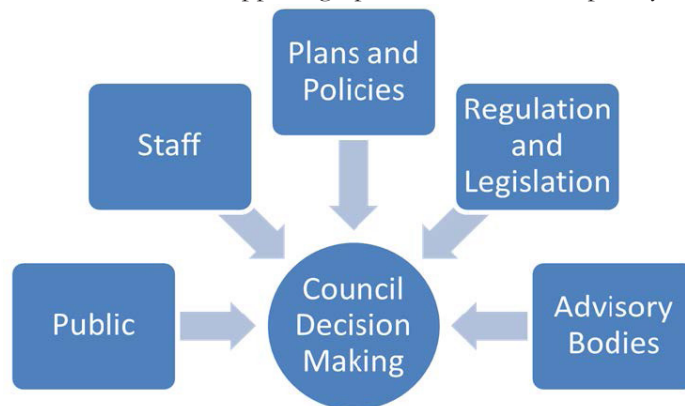 Plans and
Policies
Staff
Regulation
and
Legislation
Public
Council
Decision
Making
Advisory
Bodies